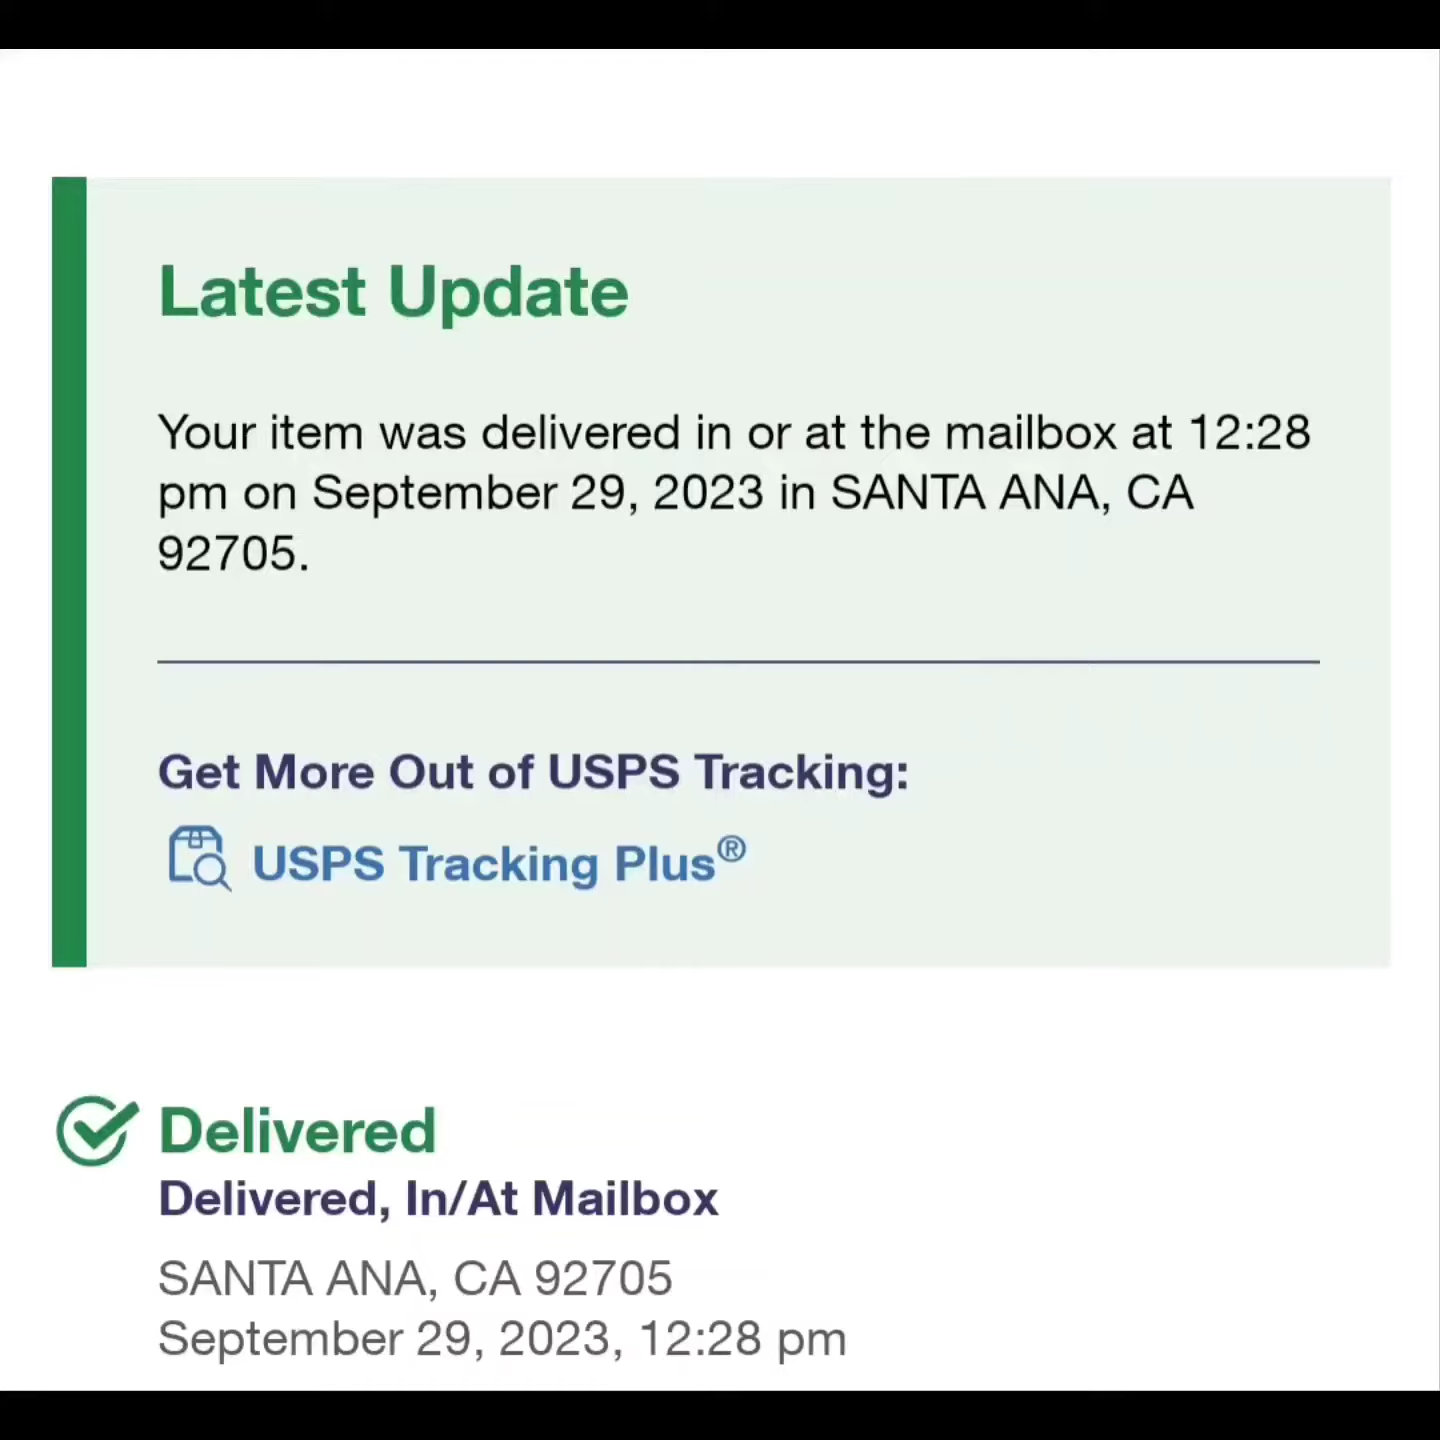 Latest Update
Your item was delivered in or at the mailbox at 12:28
pm on September 29, 2023 in SANTA ANA, CA
92705.
Get More Out of USPS Tracking:
USPS Tracking Plus®
Delivered
Delivered, In/At Mailbox
SANTA ANA, CA 92705
September 29, 2023, 12:28 pm